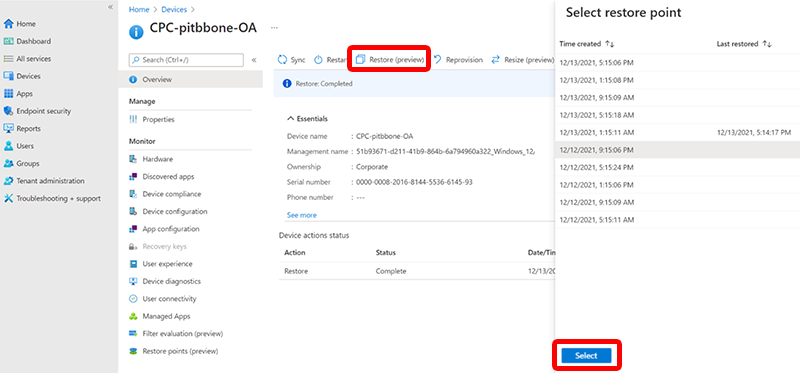 «
Home
Dashboard
All services
Devices
Apps
Endpoint security
Reports
Users
Groups
Tenant administration
Troubleshooting + support
Home > Devices >
CPC-pitbbone-OA ...
Search (Ctrl+/) «
Overview
Manage
Properties
Monitor
Hardware
Discovered apps
Device compliance
Device configuration
App configuration
Recovery keys
User experience
Device diagnostics
User connectivity
Managed Apps
Filter evaluation (preview)
Restore points (preview)
Sync Restart Restore (preview) Reprovision Resize (preview)
Restore: Completed
Essentials
Device name : CPC-pitbbone-OA
Management name : 51b93671-d211-41b9-864b-6a794960a322_Windows_12/
Ownership : Corporate
Serial number : 0000-0008-2016-8144-5536-6145-93
Phone number : ---
See more
Device actions status
Action Status Date/Tim
Restore Complete 12/13/20
Select restore point
Time created ↑↓ Last restored ↑↓
12/13/2021, 5:15:06 PM
12/13/2021, 1:15:08 PM
12/13/2021, 9:15:09 AM
12/13/2021, 5:15:18 AM
12/13/2021, 1:15:11 AM 12/13/2021, 5:14:17 PM
12/12/2021, 9:15:06 PM
12/12/2021, 5:15:24 PM
12/12/2021, 1:15:06 PM
12/12/2021, 9:15:09 AM
12/12/2021, 5:15:11 AM
Select